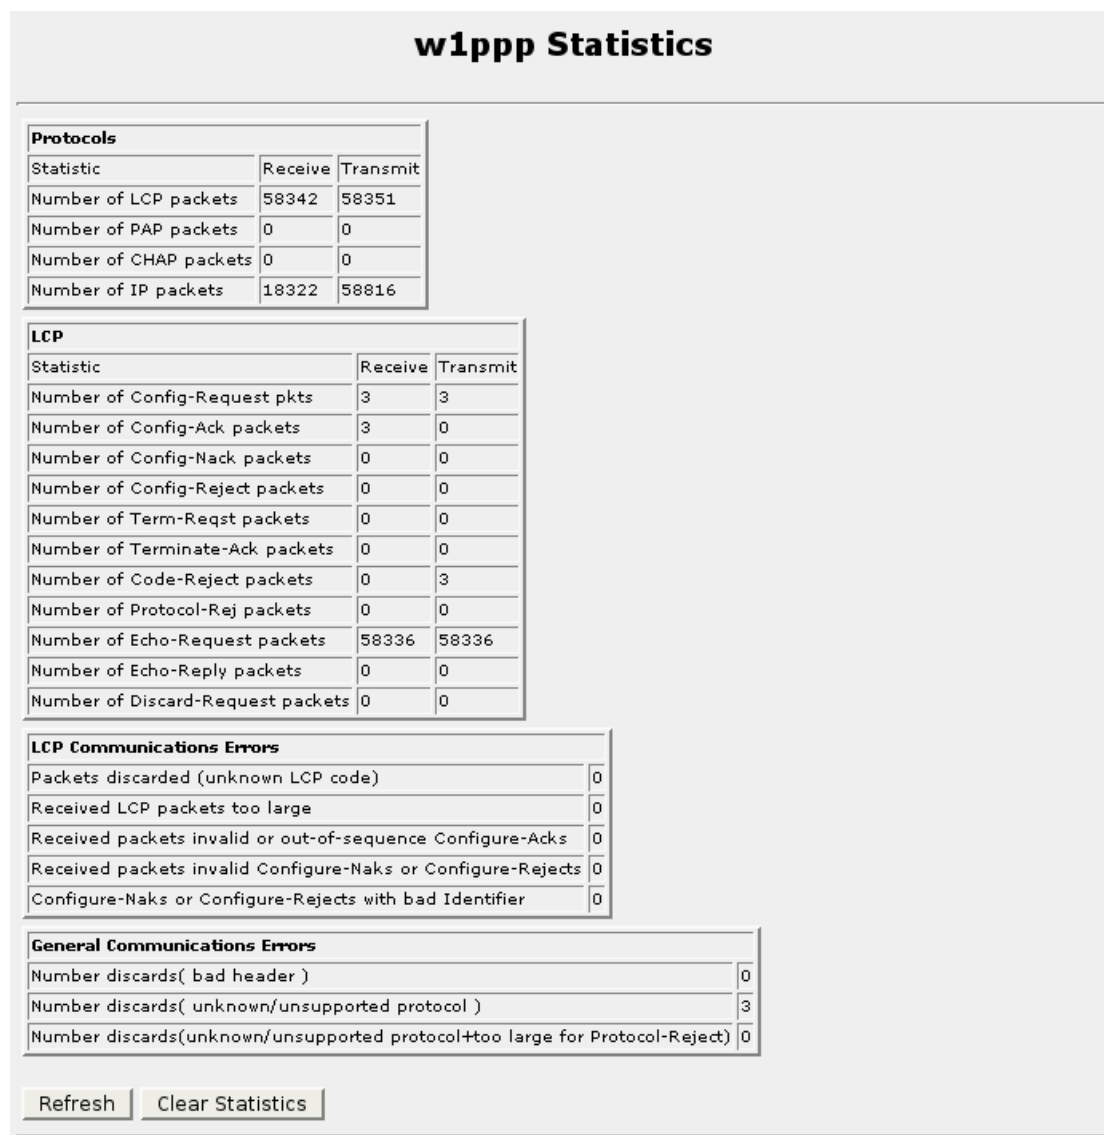 w1ppp Statistics
Protocols
Statistic Receive Transmit
Number of LCP packets 58342 58351
Number of PAP packets 0 0
Number of CHAP packets 0 0
Number of IP packets 18322 58816
LCP
Statistic Receive Transmit
Number of Config-Request pkts 3 3
Number of Config-Ack packets 3 0
Number of Config-Nack packets 0 0
Number of Config-Reject packets 0 0
Number of Term-Reqst packets 0 0
Number of Terminate-Ack packets 0 0
Number of Code-Reject packets 0 3
Number of Protocol-Rej packets 0 0
Number of Echo-Request packets 58336 58336
Number of Echo-Reply packets 0 0
Number of Discard-Request packets 0 0
LCP Communications Errors
Packets discarded (unknown LCP code) 0
Received LCP packets too large 0
Received packets invalid or out-of-sequence Configure-Acks 0
Received packets invalid Configure-Naks or Configure-Rejects 0
Configure-Naks or Configure-Rejects with bad Identifier 0
General Communications Errors
Number discards( bad header ) 0
Number discards( unknown/unsupported protocol ) 3
Number discards(unknown/unsupported protocol+too large for Protocol-Reject) 0
Refresh Clear Statistics